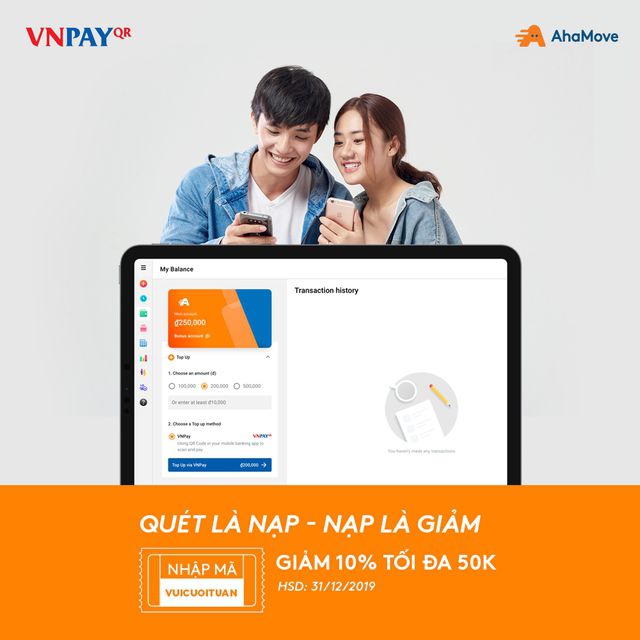 VNPAYQR
AhaMove
My Balance
Main account
₫250,000
Bonus account
Top Up
1. Choose an amount (₫)
100,000 200,000 500,000
Or enter at least ₫10,000
2. Choose a Top up method
VNPay VNPAYQR
Using QR Code in your mobile banking app to
scan and pay
Top Up via VNPay ₫200,000 →
Transaction history
You haven't made any transactions
QUÉT LÀ NẠP - NẠP LÀ GIẢM
NHẬP MÃ
VUICUOITUAN
GIẢM 10% TỐI ĐA 50K
HSD: 31/12/2019